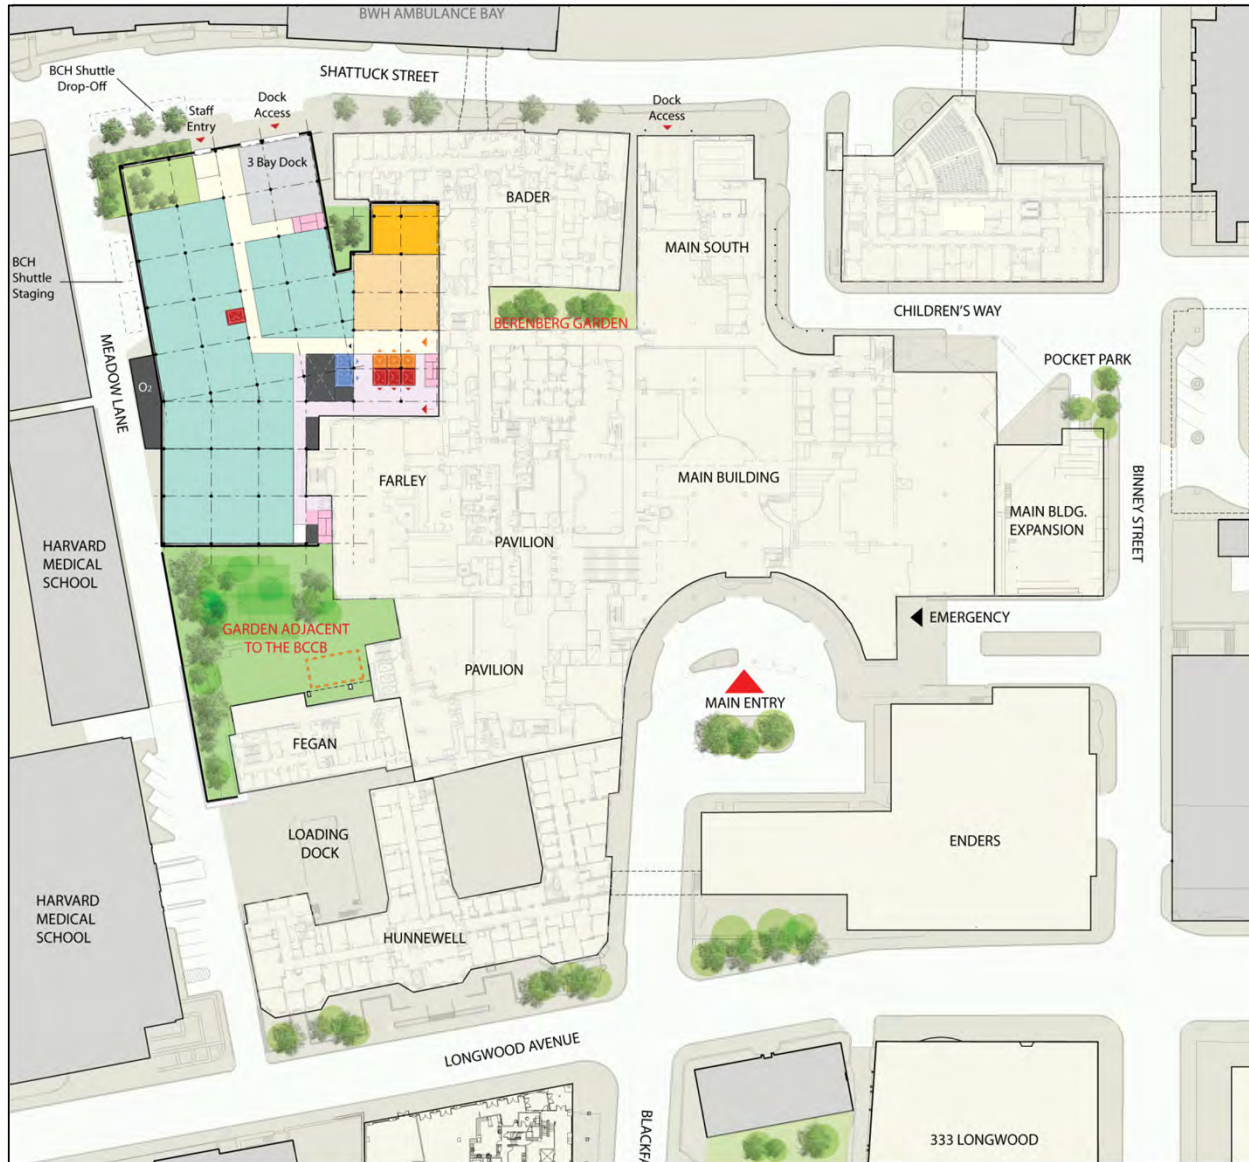 BWH AMBULANCE BAY
SHATTUCK STREET
BCH Shuttle
Drop-Off
Staff
Entry
Dock
Access
Dock
Access
3 Bay Dock
BADER
MAIN SOUTH
BCH
Shuttle
Staging
BERENBERG GARDEN
CHILDREN'S WAY
POCKET PARK
MEADOW LANE
O2
FARLEY
MAIN BUILDING
MAIN BLDG.
EXPANSION
BINNEY STREET
PAVILION
HARVARD
MEDICAL
SCHOOL
EMERGENCY
GARDEN ADJACENT
TO THE BCCB
PAVILION
MAIN ENTRY
FEGAN
LOADING
DOCK
ENDERS
HARVARD
MEDICAL
SCHOOL
HUNNEWELL
LONGWOOD AVENUE
333 LONGWOOD